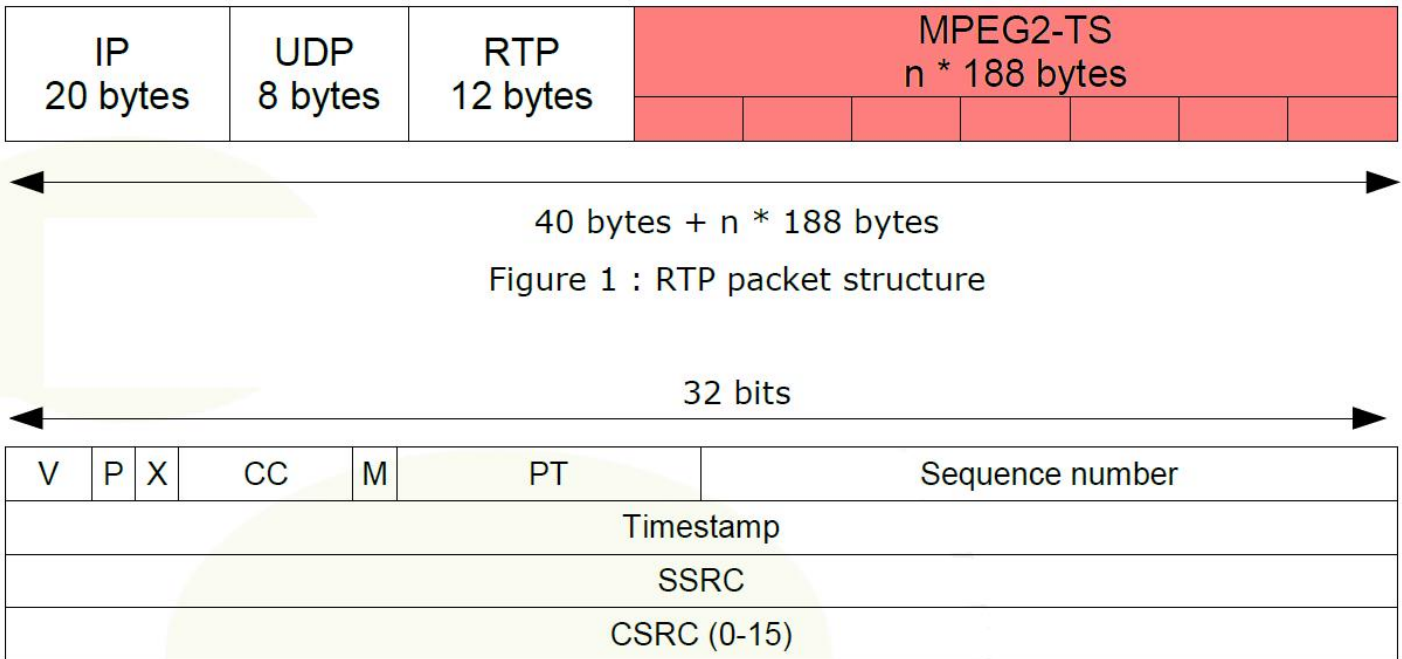 IP
20 bytes
UDP
8 bytes
RTP
12 bytes
MPEG2-TS
n * 188 bytes
40 bytes + n * 188 bytes
Figure 1 : RTP packet structure
32 bits
V P X CC M PT Sequence number
Timestamp
SSRC
CSRC (0-15)